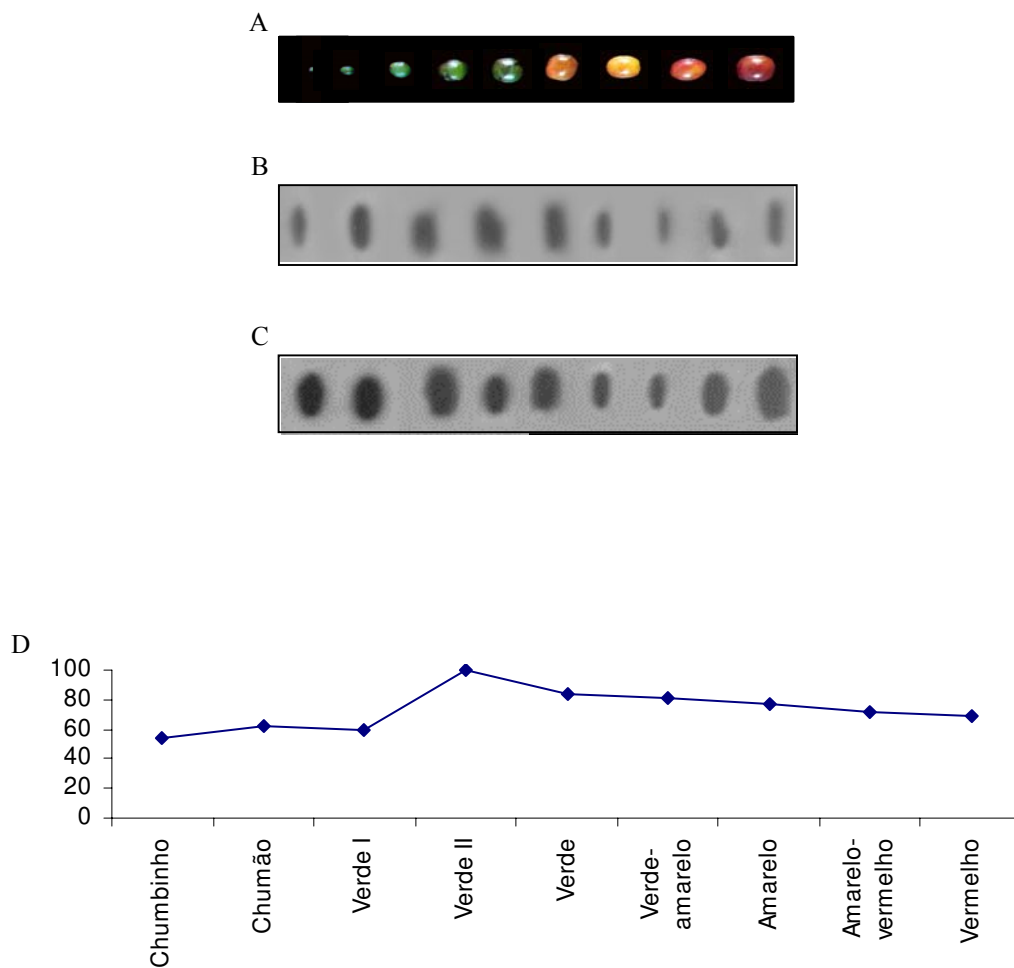 A
B
C
D
100
80
60
40
20
0
Chumbinho
Chumão
Verde I
Verde II
Verde
Verde-
amarelo
Amarelo
Amarelo-
vermelho
Vermelho